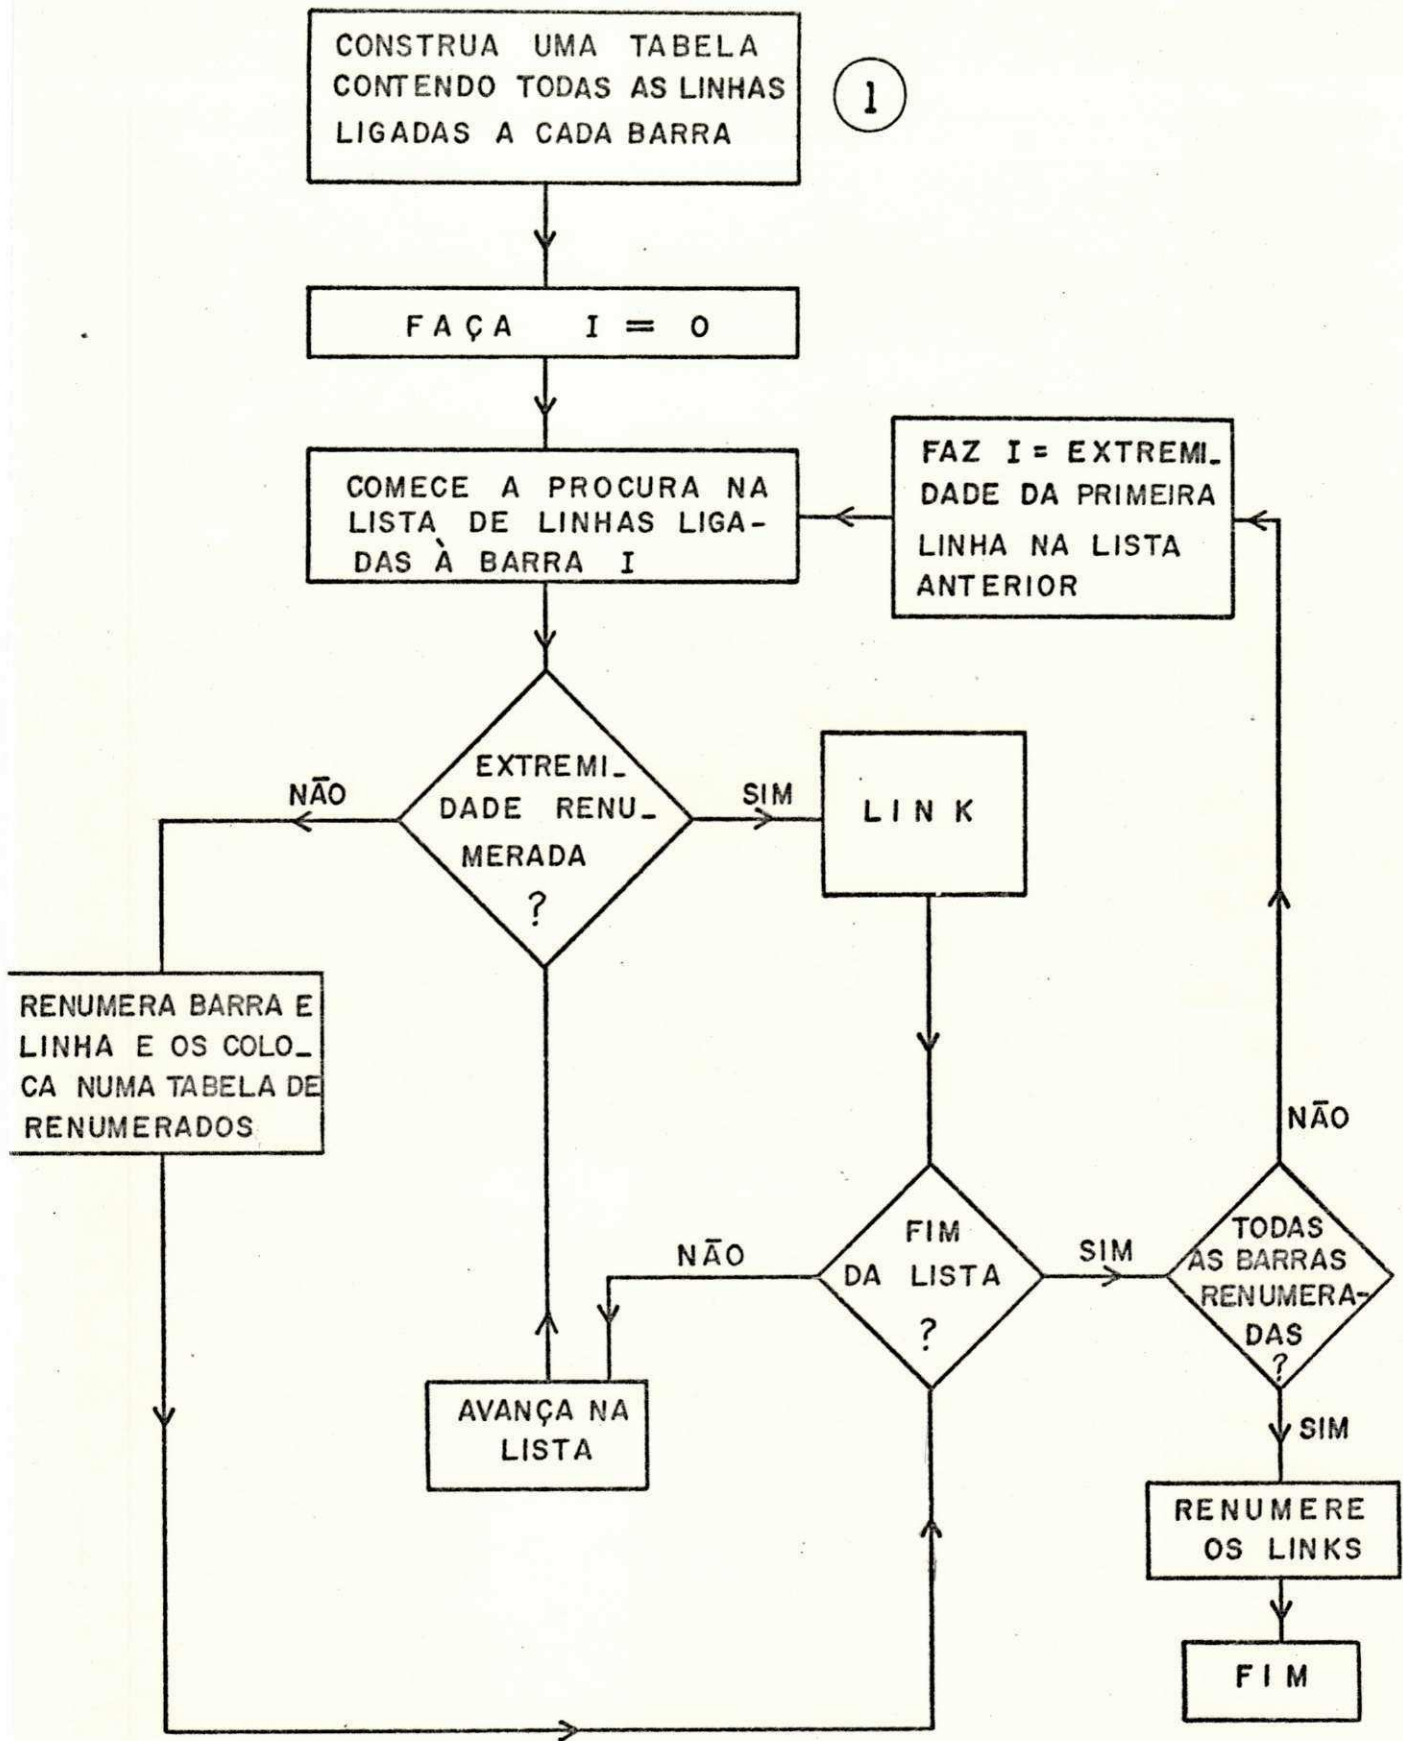 CONSTRUA UMA TABELA
CONTENDO TODAS AS LINHAS
LIGADAS A CADA BARRA
1
FAÇA I = 0
COMECE A PROCURA NA
LISTA DE LINHAS LIGA-
DAS À BARRA I
FAZ I = EXTREMI_
DADE DA PRIMEIRA
LINHA NA LISTA
ANTERIOR
EXTREMI_
DADE RENU_
MERADA
?
NÃO
SIM
LINK
RENUMERA BARRA E
LINHA E OS COLO_
CA NUMA TABELA DE
RENUMERADOS
FIM
DA LISTA
?
NÃO
SIM
TODAS
AS BARRAS
RENUMERA-
DAS
?
NÃO
SIM
AVANÇA NA
LISTA
RENUMERE
OS LINKS
FIM